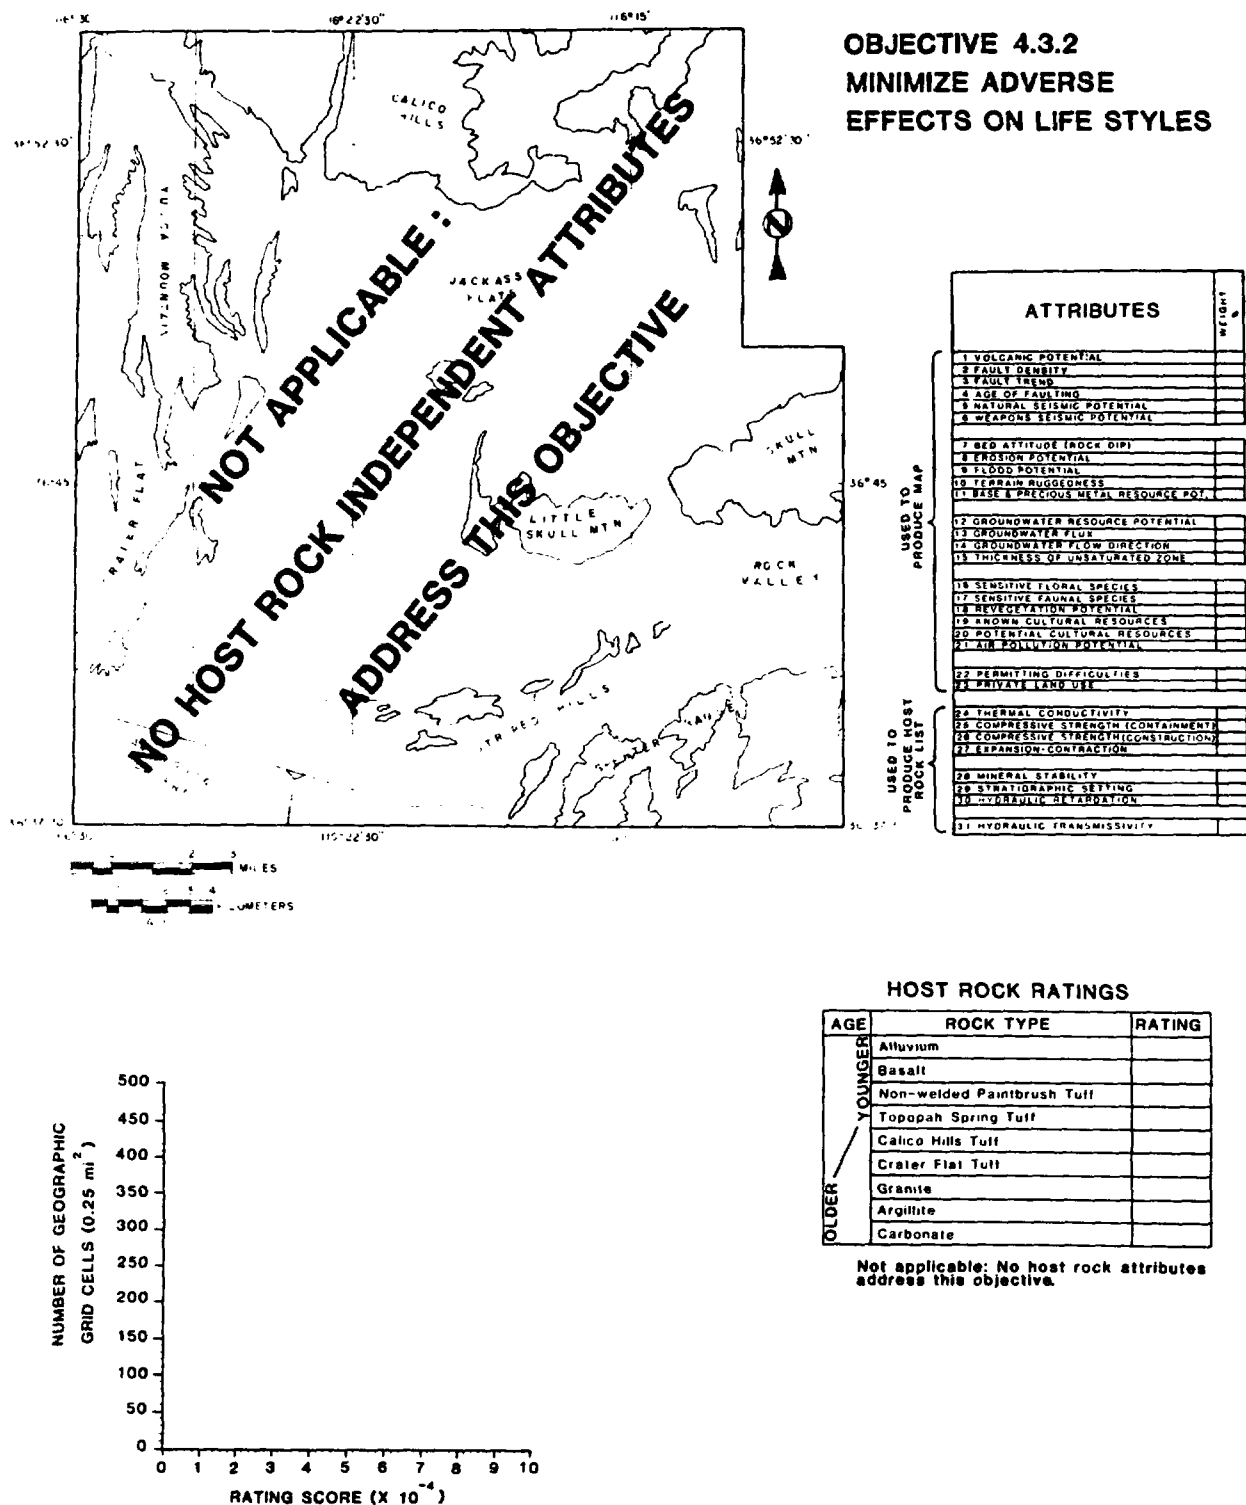 OBJECTIVE 4.3.2
MINIMIZE ADVERSE
EFFECTS ON LIFE STYLES
116°15'
36°52'30"
CALICO
HILLS
JACKASS
FLATS
SKULL
MTN
36°45'
LITTLE
SKULL MTN
ROCK
VALLEY
NOT APPLICABLE :
NO HOST ROCK INDEPENDENT ATTRIBUTES
ADDRESS THIS OBJECTIVE
N
2
MILES
4
ATTRIBUTES
WEIGHT
USED TO
PRODUCE MAP
1 VOLCANIC POTENTIAL
2 FAULT DENSITY
3 FAULT TREND
4 AGE OF FAULTING
5 NATURAL SEISMIC POTENTIAL
6 WEAPONS SEISMIC POTENTIAL
7 BED ATTITUDE (ROCK DIP)
8 EROSION POTENTIAL
9 FLOOD POTENTIAL
10 TERRAIN RUGGEDNESS
11 BASE & PRECIOUS METAL RESOURCE POT.
12 GROUNDWATER RESOURCE POTENTIAL
13 GROUNDWATER FLUX
14 GROUNDWATER FLOW DIRECTION
15 THICKNESS OF UNSATURATED ZONE
16 SENSITIVE FLORAL SPECIES
17 SENSITIVE FAUNAL SPECIES
18 REVEGETATION POTENTIAL
19 KNOWN CULTURAL RESOURCES
20 POTENTIAL CULTURAL RESOURCES
21 AIR POLLUTION POTENTIAL
22 PERMITTING DIFFICULTIES
23 PRIVATE LAND USE
USED TO
PRODUCE HOST
ROCK LIST
24 THERMAL CONDUCTIVITY
25 COMPRESSIVE STRENGTH (CONTAINMENT)
26 COMPRESSIVE STRENGTH (CONSTRUCTION)
27 EXPANSION-CONTRACTION
28 MINERAL STABILITY
29 STRATIGRAPHIC SETTING
30 HYDRAULIC RETARDATION
31 HYDRAULIC TRANSMISSIVITY
HOST ROCK RATINGS
AGE ROCK TYPE RATING
YOUNGER
OLDER
Alluvium
Basalt
Non-welded Paintbrush Tuff
Topopah Spring Tuff
Calico Hills Tuff
Crater Flat Tuff
Granite
Argillite
Carbonate
Not applicable: No host rock attributes
address this objective.
NUMBER OF GEOGRAPHIC
GRID CELLS (0.25 mi²)
500
450
400
350
300
250
200
150
100
50
0
0 1 2 3 4 5 6 7 8 9 10
RATING SCORE (X 10⁻⁴)